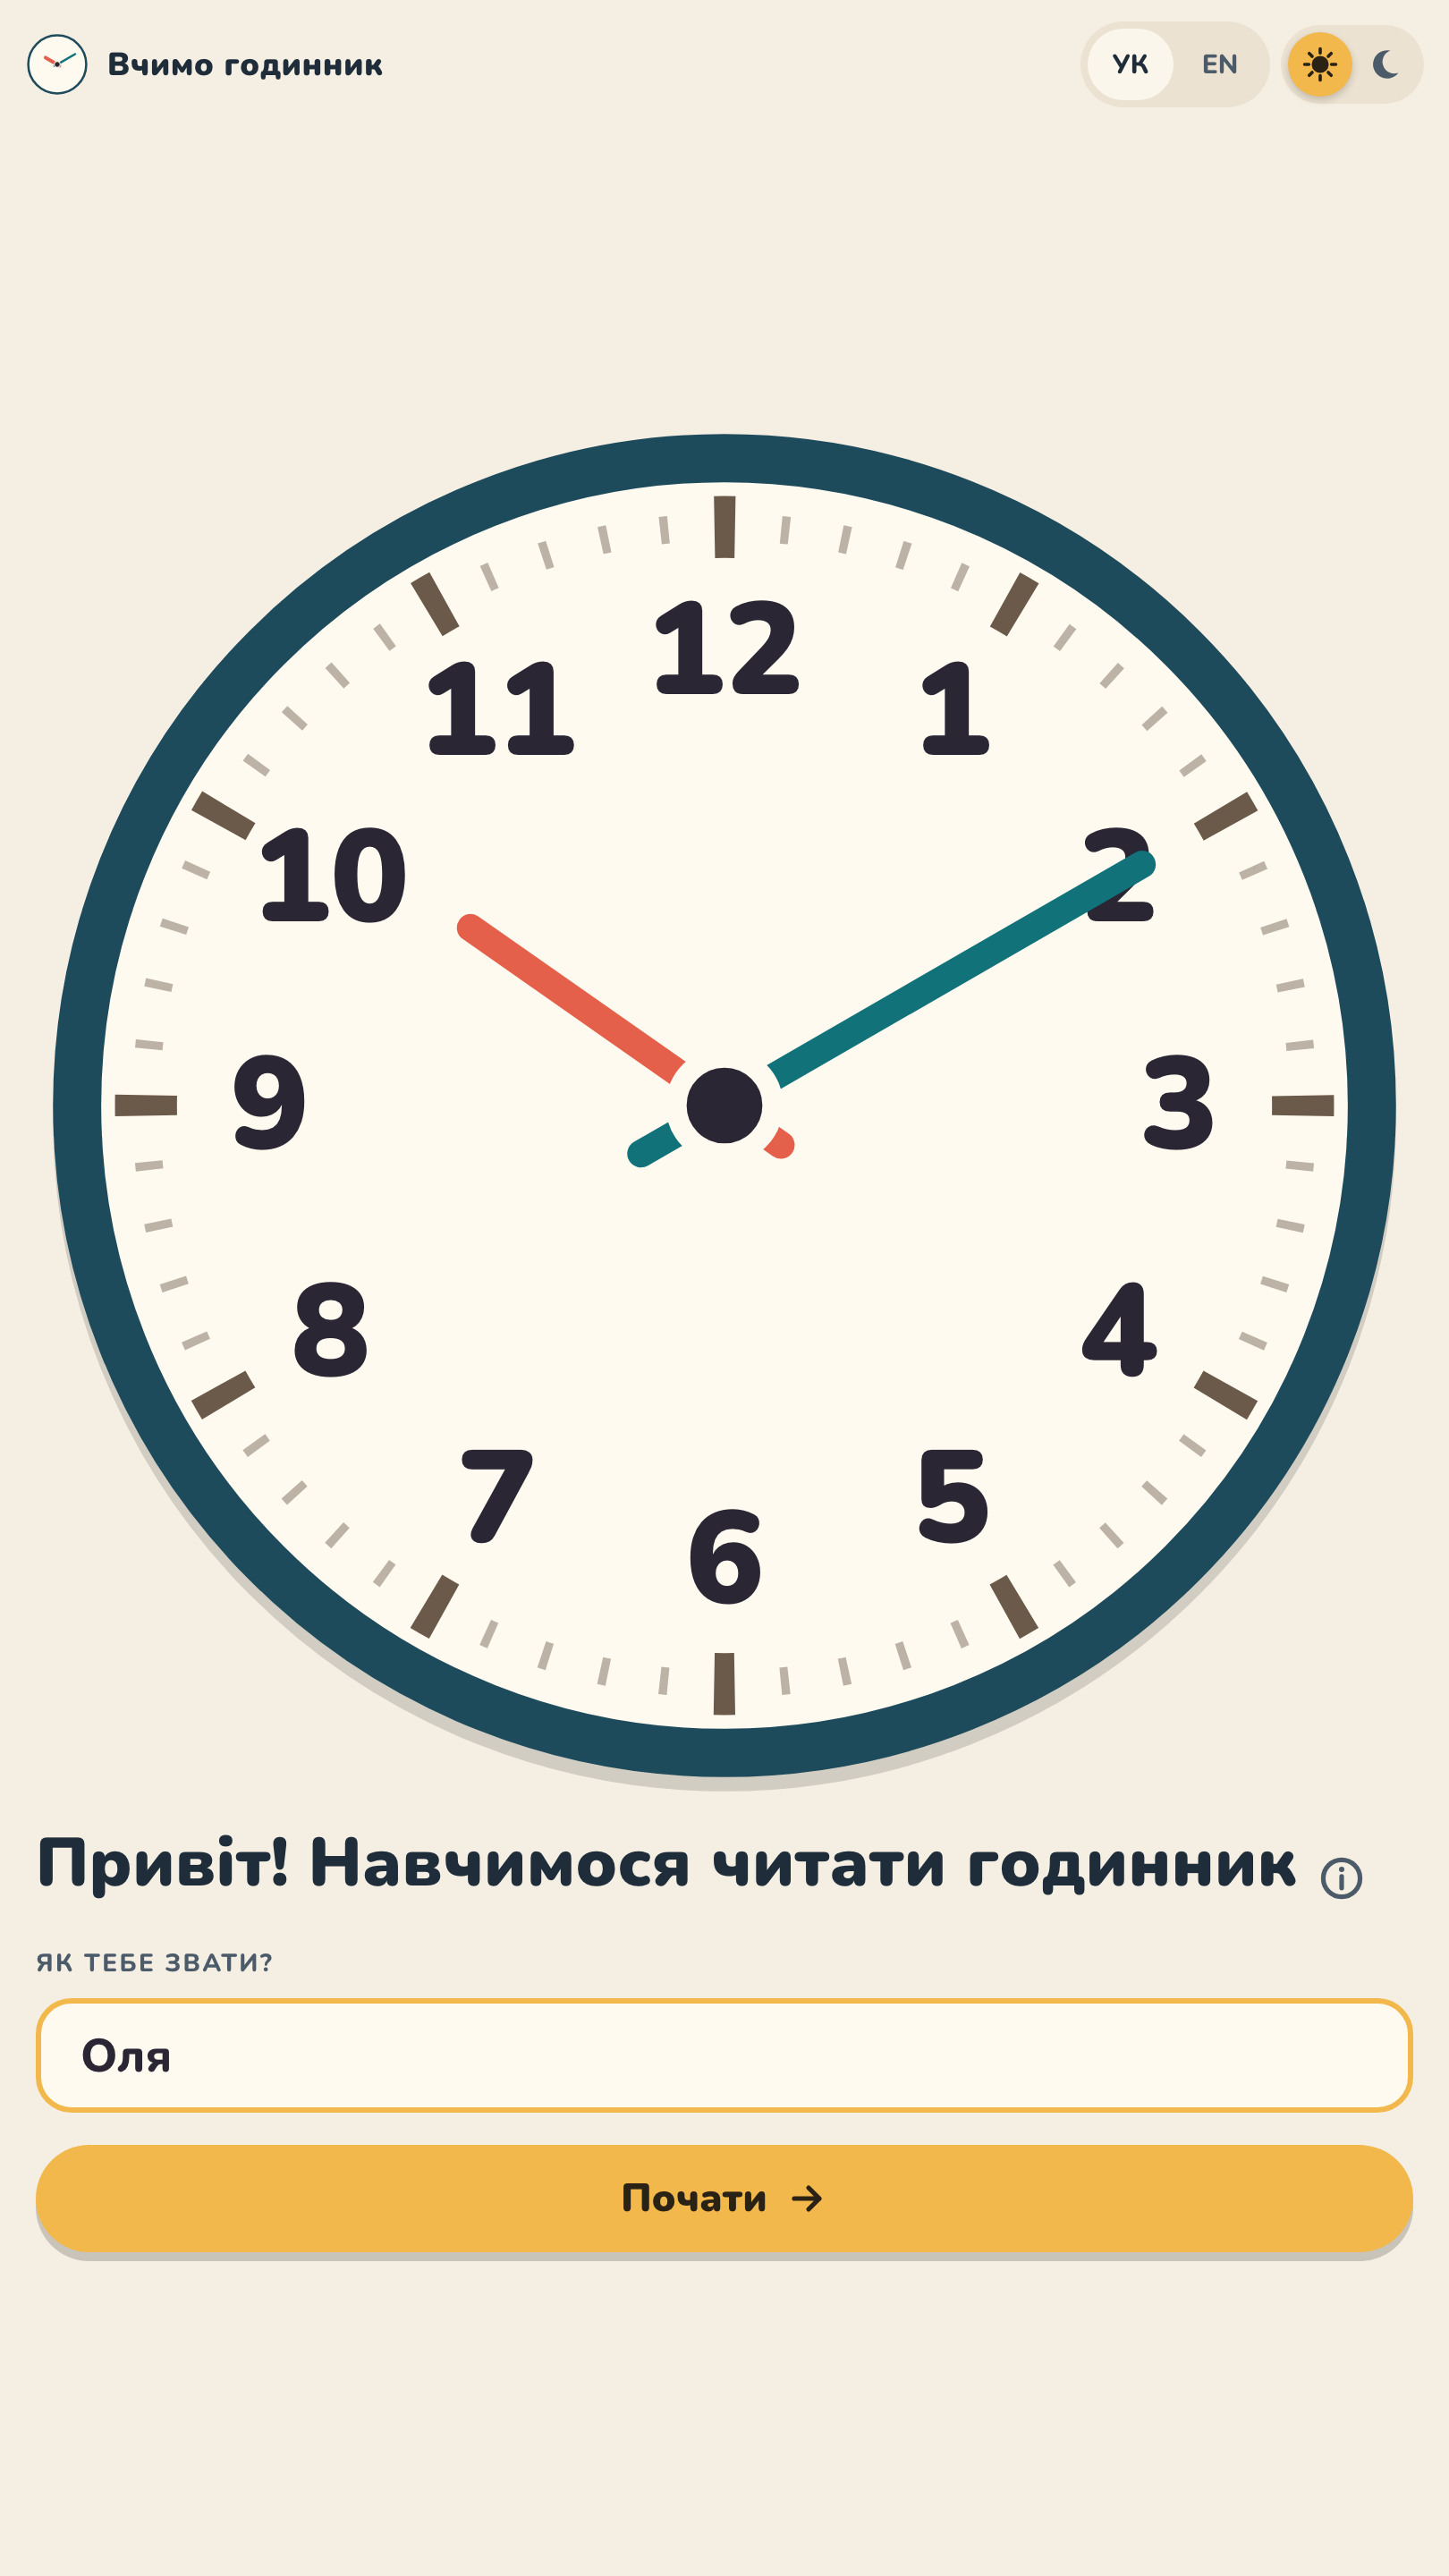 Вчимо годинник
УК EN
12
11 1
10 2
9 3
8 4
7 5
6
Привіт! Навчимося читати годинник
ЯК ТЕБЕ ЗВАТИ?
Оля
Почати →